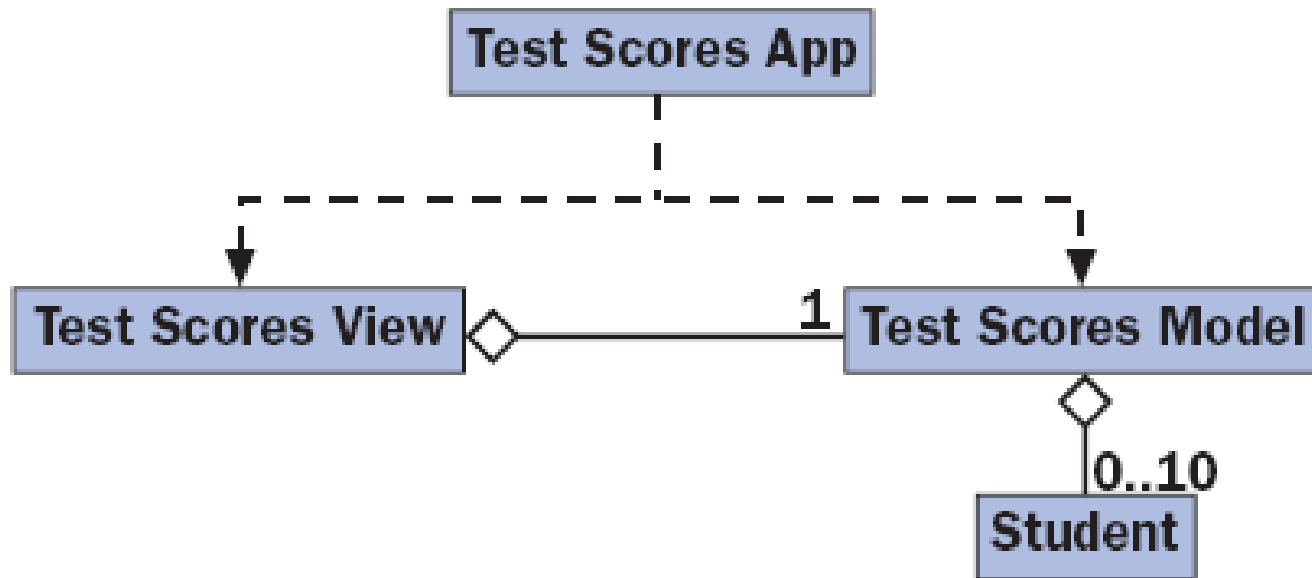 Test Scores App
Test Scores View
1
Test Scores Model
0..10
Student